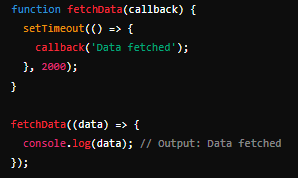 function fetchData(callback) {
  setTimeout(() => {
    callback('Data fetched');
  }, 2000);
}

fetchData((data) => {
  console.log(data); // Output: Data fetched
});